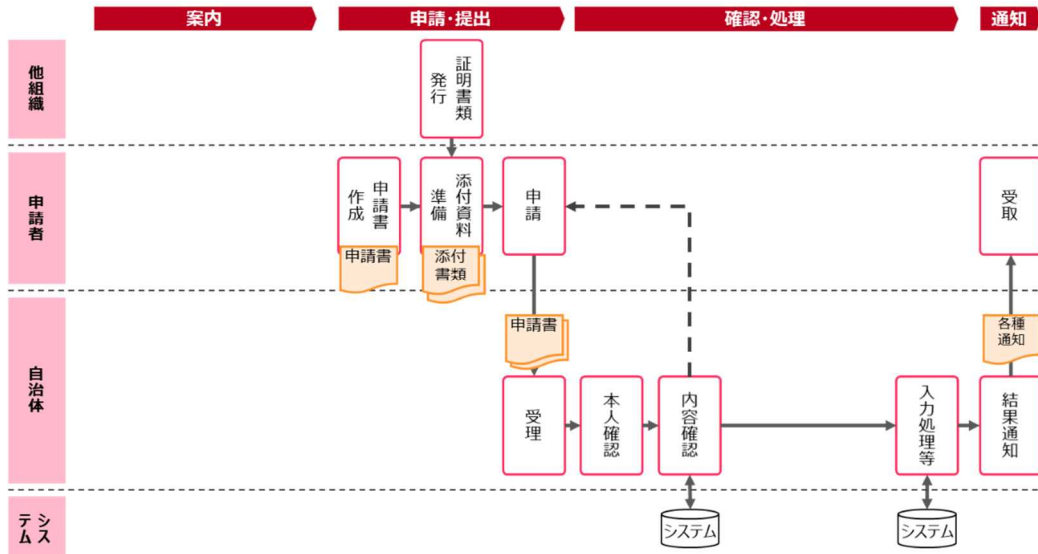 案内
申請・提出
確認・処理
通知
他組織
証明書類
発行
申請者
申請書
作成
添付資料
準備
申請
受取
申請書
添付
書類
自治体
申請書
各種
通知
受理
本人確認
内容確認
入力処理等
結果通知
シス
テム
システム
システム